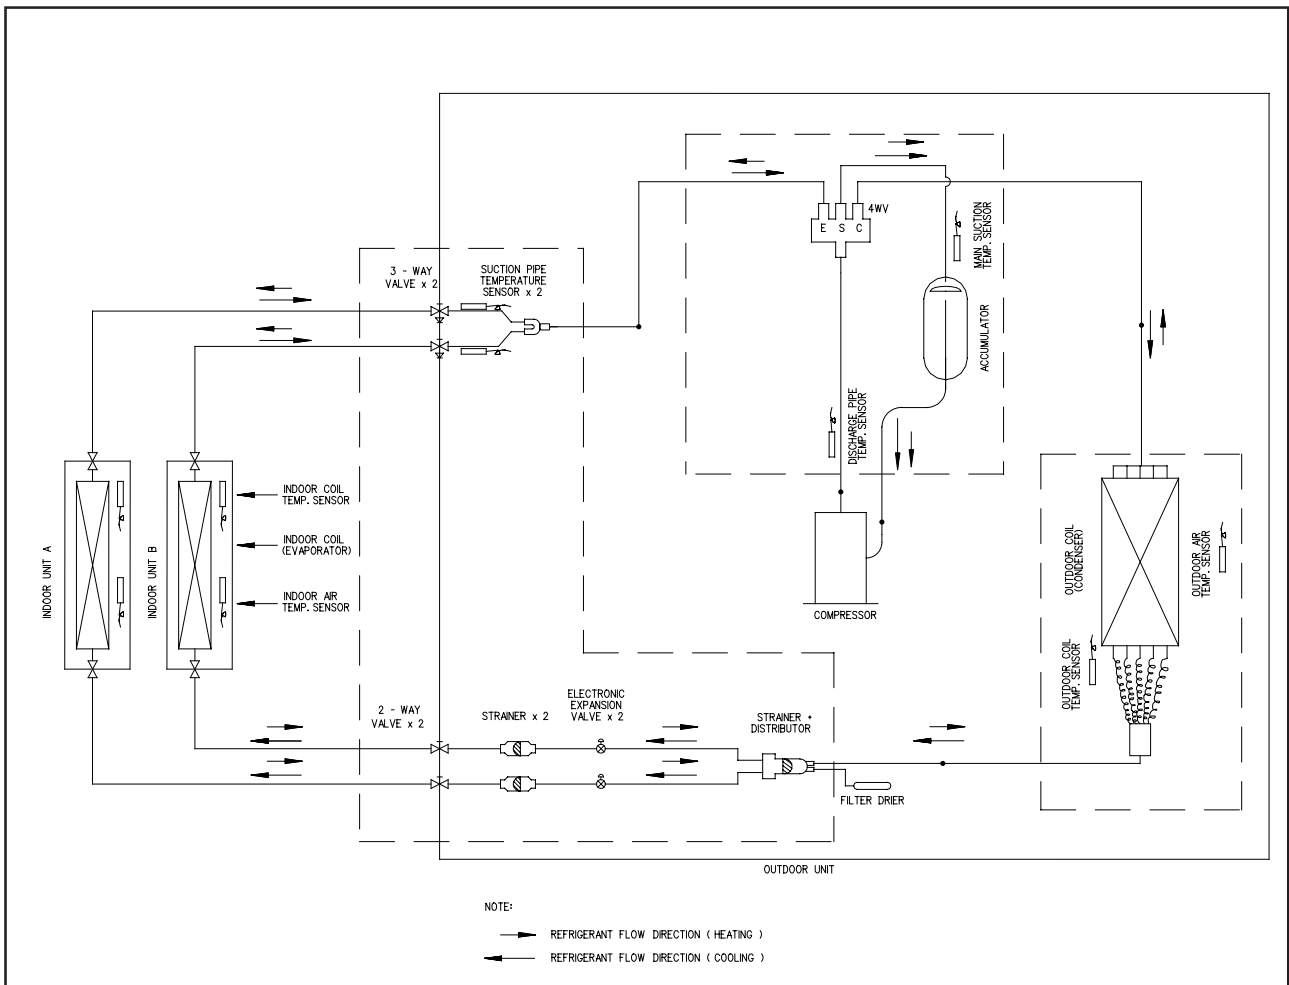 4WV
E S C
MAIN SUCTION
TEMP. SENSOR
3 - WAY
VALVE x 2
SUCTION PIPE
TEMPERATURE
SENSOR x 2
ACCUMULATOR
DISCHARGE PIPE
TEMP. SENSOR
INDOOR COIL
TEMP. SENSOR
INDOOR COIL
(EVAPORATOR)
INDOOR AIR
TEMP. SENSOR
INDOOR UNIT A
INDOOR UNIT B
COMPRESSOR
OUTDOOR COIL
(CONDENSER)
OUTDOOR AIR
TEMP. SENSOR
OUTDOOR COIL
TEMP. SENSOR
2 - WAY
VALVE x 2
STRAINER x 2
ELECTRONIC
EXPANSION
VALVE x 2
STRAINER +
DISTRIBUTOR
FILTER DRIER
OUTDOOR UNIT
NOTE:
REFRIGERANT FLOW DIRECTION ( HEATING )
REFRIGERANT FLOW DIRECTION ( COOLING )